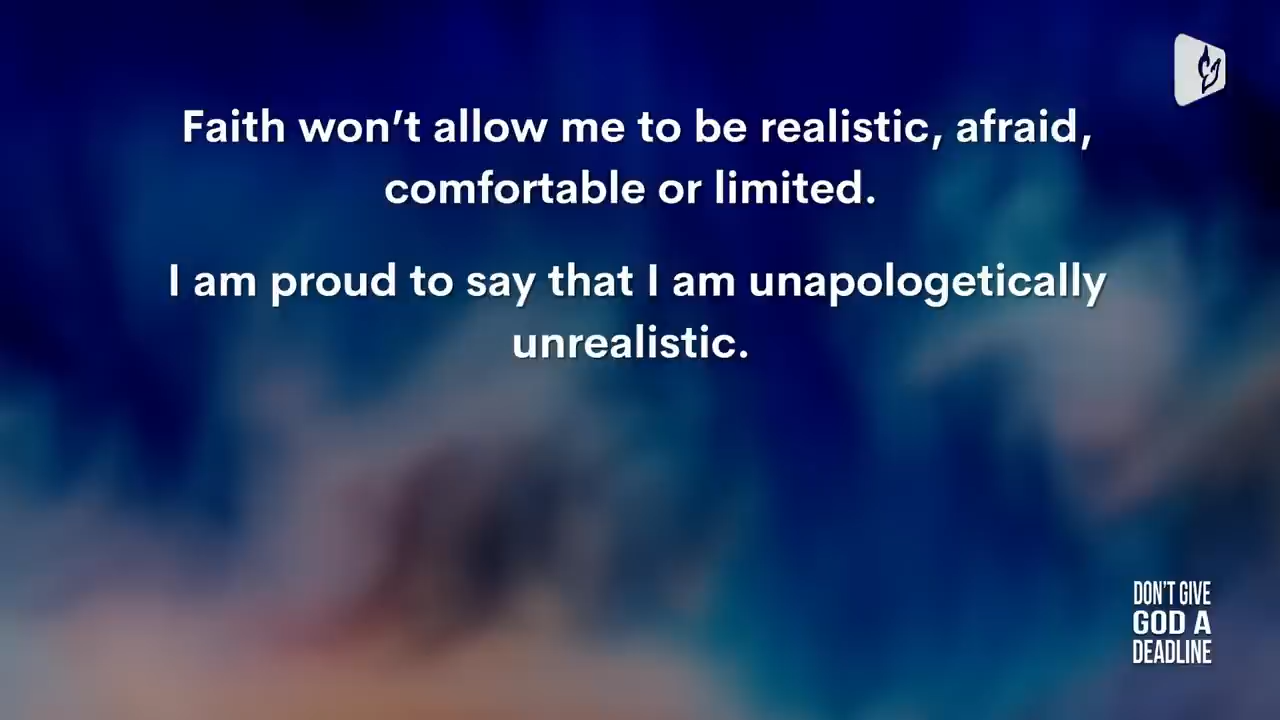 Faith won’t allow me to be realistic, afraid,
comfortable or limited.
I am proud to say that I am unapologetically
unrealistic.
DON'T GIVE
GOD A
DEADLINE